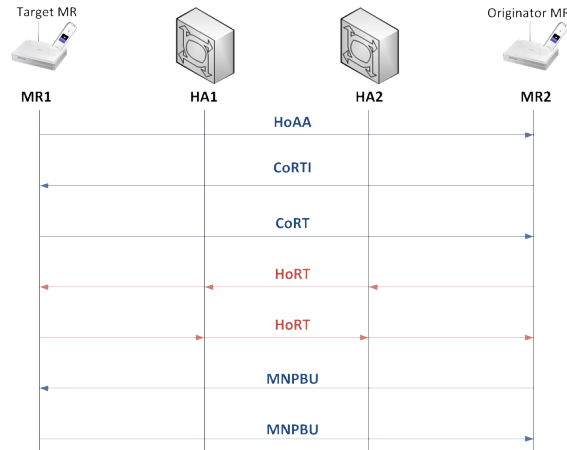 Target MR
Originator MR
MR1 HA1 HA2 MR2
HoAA
CoRTI
CoRT
HoRT
HoRT
MNPBU
MNPBU